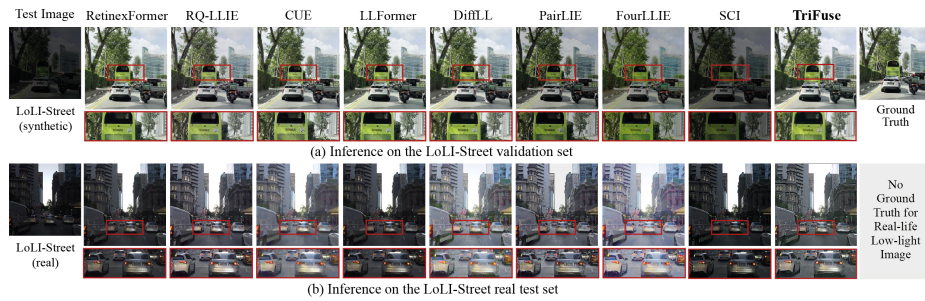 Test Image RetinexFormer RQ-LLIE CUE LLFormer DiffLL PairLIE FourLLIE SCI TriFuse
LoLI-Street
(synthetic)
Ground
Truth
(a) Inference on the LoLI-Street validation set
LoLI-Street
(real)
No
Ground
Truth for
Real-life
Low-light
Image
(b) Inference on the LoLI-Street real test set